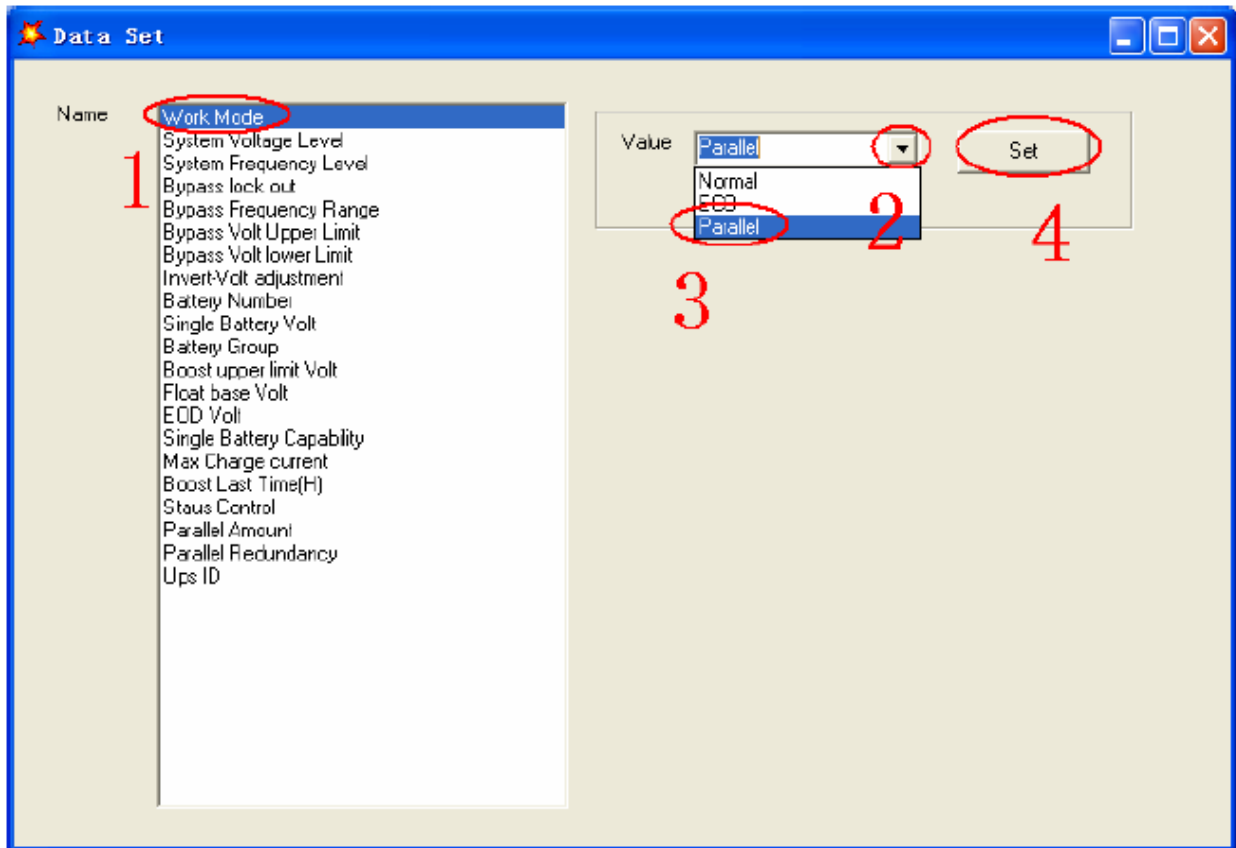 Data Set
Name
Work Mode
System Voltage Level
System Frequency Level
Bypass lock out
Bypass Frequency Range
Bypass Volt Upper Limit
Bypass Volt lower Limit
Invert-Volt adjustment
Battery Number
Single Battery Volt
Battery Group
Boost upper limit Volt
Float base Volt
EOD Volt
Single Battery Capability
Max Charge current
Boost Last Time(H)
Staus Control
Parallel Amount
Parallel Redundancy
Ups ID
1
Value
Parallel
Normal
ECO
Parallel
2
3
Set
4